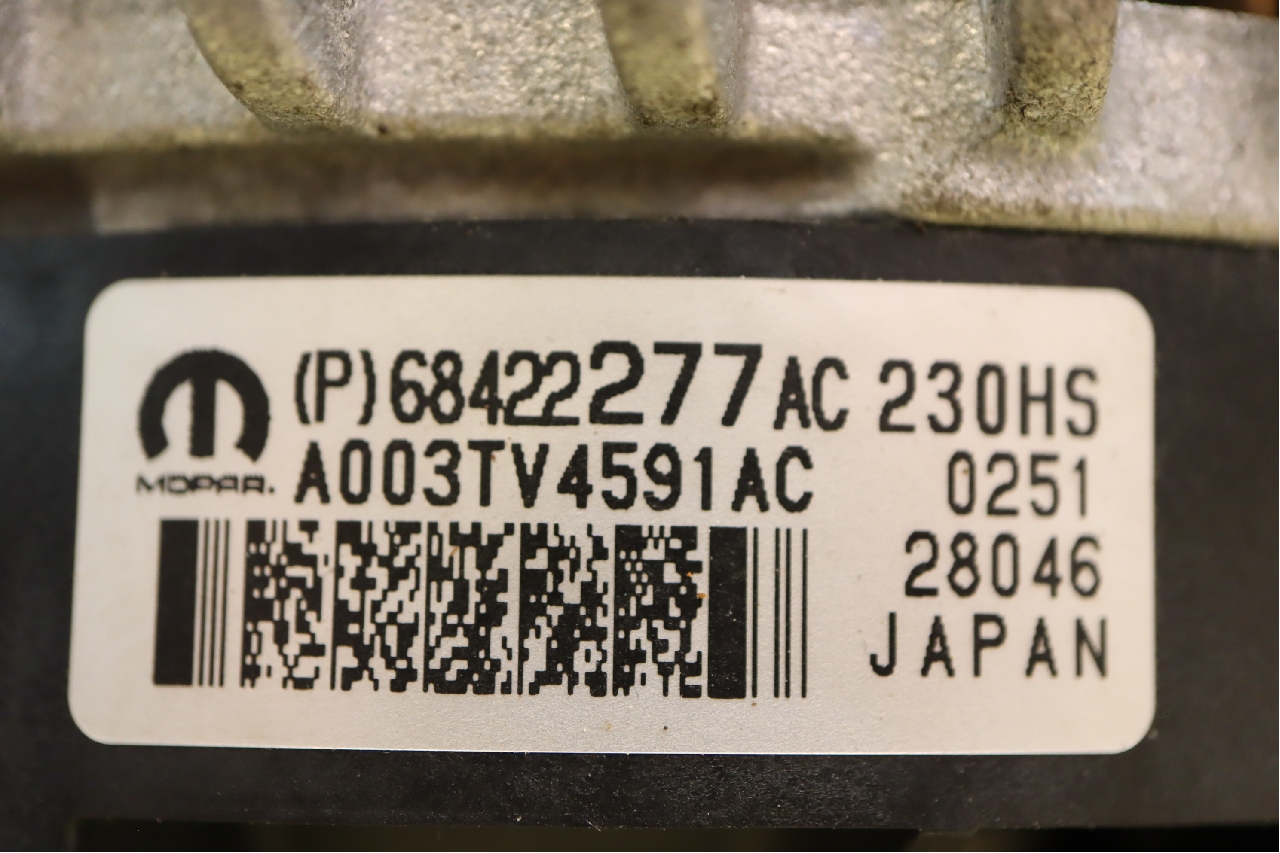 (P)68422277AC 230HS
MOPAR. A003TV4591AC 0251
28046
JAPAN